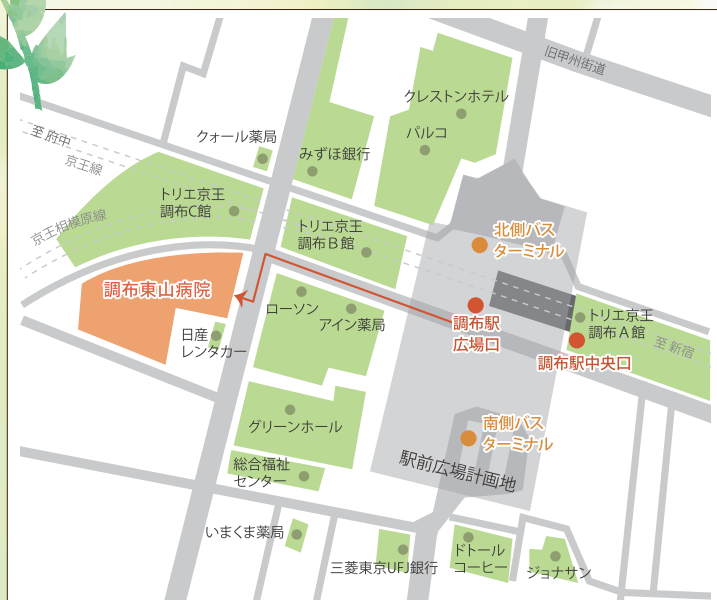 旧甲州街道
クレストンホテル
パルコ
至 府中
京王線
クォール薬局
みずほ銀行
トリエ京王
調布C館
京王相模原線
トリエ京王
調布B館
北側バス
ターミナル
調布東山病院
ローソン
アイン薬局
日産
レンタカー
調布駅
広場口
トリエ京王
調布A館
至 新宿
調布駅中央口
グリーンホール
南側バス
ターミナル
総合福祉
センター
駅前広場計画地
いまくま薬局
三菱東京UFJ銀行
ドトール
コーヒー
ジョナサン